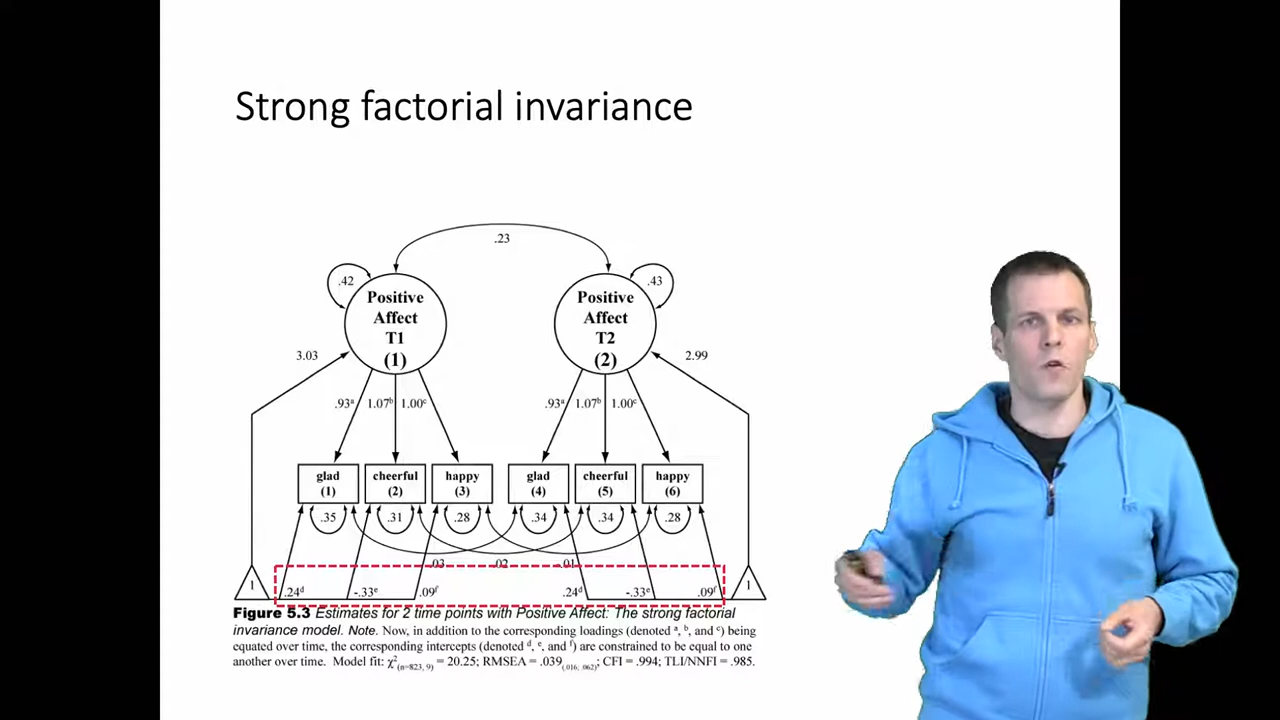 Strong factorial invariance
.23
.42 .43
Positive Affect T1 (1)
Positive Affect T2 (2)
3.03 2.99
.93ᵃ 1.07ᵇ 1.00ᶜ .93ᵃ 1.07ᵇ 1.00ᶜ
glad (1) cheerful (2) happy (3) glad (4) cheerful (5) happy (6)
.35 .31 .28 .34 .34 .28
.03 .02 .01
1 .24ᵈ -.33ᵉ .09ᶠ .24ᵈ -.33ᵉ .09ᶠ 1
Figure 5.3 Estimates for 2 time points with Positive Affect: The strong factorial
invariance model. Note. Now, in addition to the corresponding loadings (denoted ᵃ, ᵇ, and ᶜ) being
equated over time, the corresponding intercepts (denoted ᵈ, ᵉ, and ᶠ) are constrained to be equal to one
another over time. Model fit: χ²(n=823, 9) = 20.25; RMSEA = .039(.016; .062); CFI = .994; TLI/NNFI = .985.